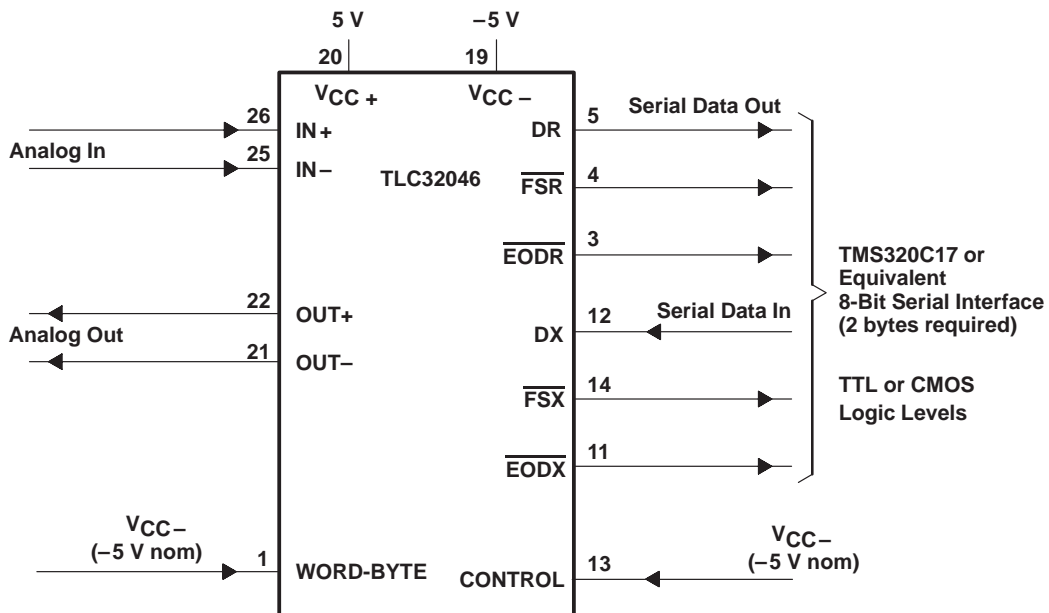 5 V
–5 V
20
19
VCC +
VCC –
26
IN+
Analog In
25
IN–
TLC32046
DR
5
Serial Data Out
FSR
4
EODR
3
22
OUT+
Analog Out
21
OUT–
DX
12
Serial Data In
FSX
14
EODX
11
TMS320C17 or
Equivalent
8-Bit Serial Interface
(2 bytes required)
TTL or CMOS
Logic Levels
VCC –
(–5 V nom)
1
WORD-BYTE
CONTROL
13
VCC–
(–5 V nom)